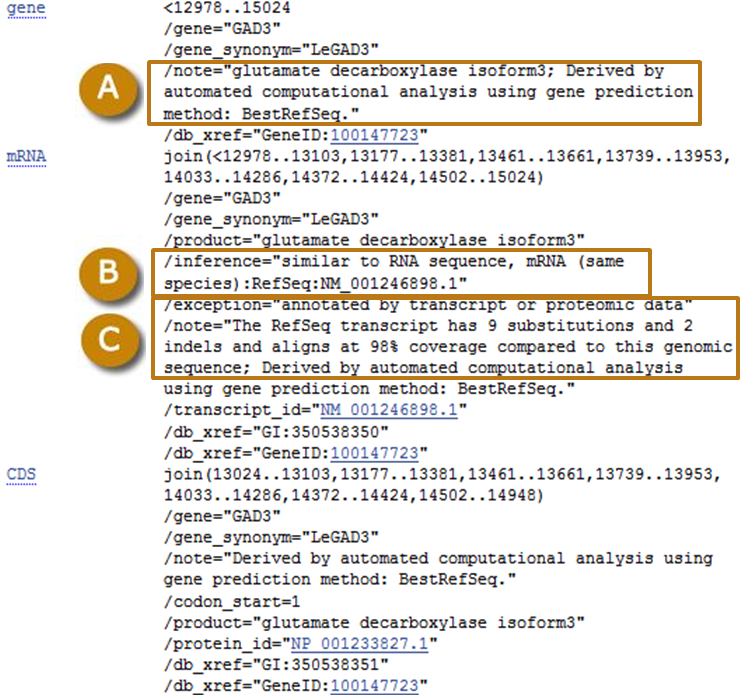 gene <12978..15024
/gene="GAD3"
/gene_synonym="LeGAD3"
A /note="glutamate decarboxylase isoform3; Derived by
automated computational analysis using gene prediction
method: BestRefSeq."
/db_xref="GeneID:100147723"
mRNA join(<12978..13103,13177..13381,13461..13661,13739..13953,
14033..14286,14372..14424,14502..15024)
/gene="GAD3"
/gene_synonym="LeGAD3"
/product="glutamate decarboxylase isoform3"
B /inference="similar to RNA sequence, mRNA (same
species):RefSeq:NM_001246898.1"
/exception="annotated by transcript or proteomic data"
C /note="The RefSeq transcript has 9 substitutions and 2
indels and aligns at 98% coverage compared to this genomic
sequence; Derived by automated computational analysis
using gene prediction method: BestRefSeq."
/transcript_id="NM_001246898.1"
/db_xref="GI:350538350"
/db_xref="GeneID:100147723"
CDS join(13024..13103,13177..13381,13461..13661,13739..13953,
14033..14286,14372..14424,14502..14948)
/gene="GAD3"
/gene_synonym="LeGAD3"
/note="Derived by automated computational analysis using
gene prediction method: BestRefSeq."
/codon_start=1
/product="glutamate decarboxylase isoform3"
/protein_id="NP_001233827.1"
/db_xref="GI:350538351"
/db_xref="GeneID:100147723"